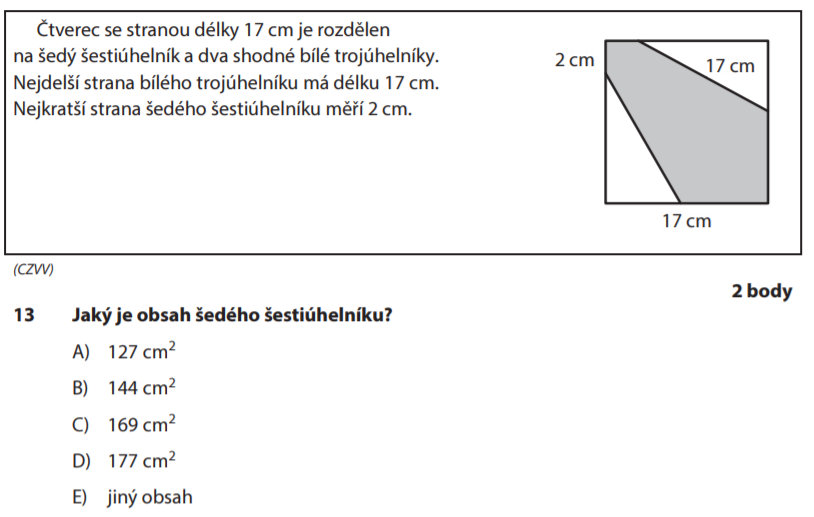 Čtverec se stranou délky 17 cm je rozdělen
na šedý šestiúhelník a dva shodné bílé trojúhelníky.
Nejdelší strana bílého trojúhelníku má délku 17 cm.
Nejkratší strana šedého šestiúhelníku měří 2 cm.
2 cm
17 cm
17 cm
(CZVV)
2 body
13 Jaký je obsah šedého šestiúhelníku?
A) 127 cm²
B) 144 cm²
C) 169 cm²
D) 177 cm²
E) jiný obsah